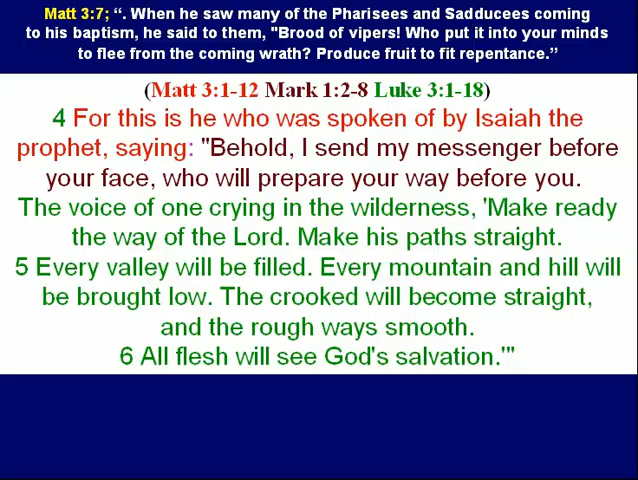 Matt 3:7; “. When he saw many of the Pharisees and Sadducees coming
to his baptism, he said to them, "Brood of vipers! Who put it into your minds
to flee from the coming wrath? Produce fruit to fit repentance.”
(Matt 3:1-12 Mark 1:2-8 Luke 3:1-18)
4 For this is he who was spoken of by Isaiah the
prophet, saying: "Behold, I send my messenger before
your face, who will prepare your way before you.
The voice of one crying in the wilderness, 'Make ready
the way of the Lord. Make his paths straight.
5 Every valley will be filled. Every mountain and hill will
be brought low. The crooked will become straight,
and the rough ways smooth.
6 All flesh will see God's salvation.'"